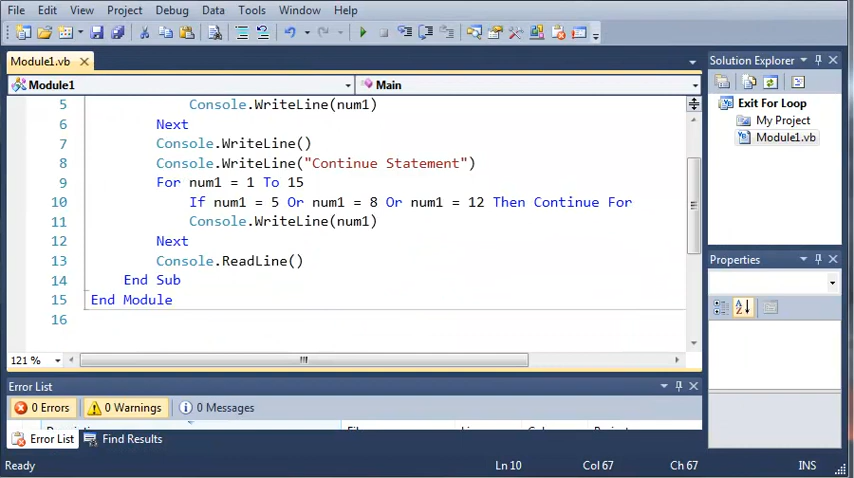 File Edit View Project Debug Data Tools Window Help
Module1.vb
Module1 Main
5 Console.WriteLine(num1)
6 Next
7 Console.WriteLine()
8 Console.WriteLine("Continue Statement")
9 For num1 = 1 To 15
10 If num1 = 5 Or num1 = 8 Or num1 = 12 Then Continue For
11 Console.WriteLine(num1)
12 Next
13 Console.ReadLine()
14 End Sub
15 End Module
16
121 %
Solution Explorer
Exit For Loop
My Project
Module1.vb
Properties
Error List
0 Errors 0 Warnings 0 Messages
Error List Find Results
Ready Ln 10 Col 67 Ch 67 INS